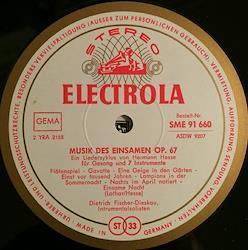 STEREO
ELECTROLA
Bestell-Nr.
GEMA
SME 91 660
2 YRA 2188
ASDW 9207
MUSIK DES EINSAMEN OP. 67
Ein Liederzyklus von Hermann Hesse
für Gesang und 7 Instrumente
Flötenspiel - Gavotte - Eine Geige in den Gärten -
Einst vor tausend Jahren - Lampions in der
Sommernacht - Nachts im April notiert -
Einsame Nacht
(Lothar/Hesse)
Dietrich Fischer-Dieskau,
Instrumentalsolisten
ST 33
MADE IN GERMANY